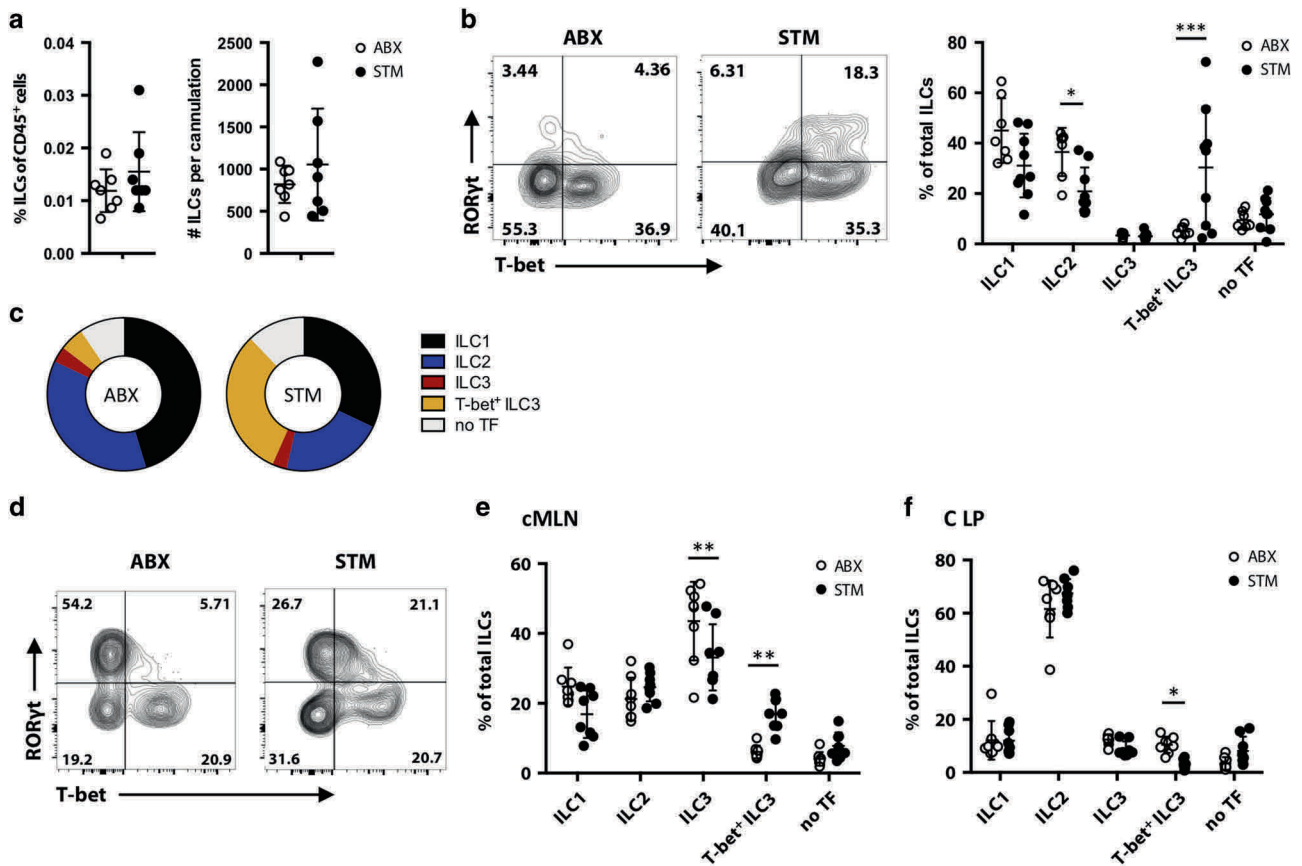 a
0.04
0.03
0.02
0.01
0.00
% ILCs of CD45+ cells
2500
2000
1500
1000
500
0
# ILCs per cannulation
ABX
STM
b
ABX
3.44
4.36
55.3
36.9
STM
6.31
18.3
40.1
35.3
RORγt
T-bet
80
60
40
20
0
% of total ILCs
*
***
ABX
STM
ILC1
ILC2
ILC3
T-bet+ ILC3
no TF
c
ABX
STM
ILC1
ILC2
ILC3
T-bet+ ILC3
no TF
d
ABX
54.2
5.71
19.2
20.9
STM
26.7
21.1
31.6
20.7
RORγt
T-bet
e
cMLN
60
40
20
0
% of total ILCs
**
**
ABX
STM
ILC1
ILC2
ILC3
T-bet+ ILC3
no TF
f
C LP
80
60
40
20
0
% of total ILCs
*
ABX
STM
ILC1
ILC2
ILC3
T-bet+ ILC3
no TF